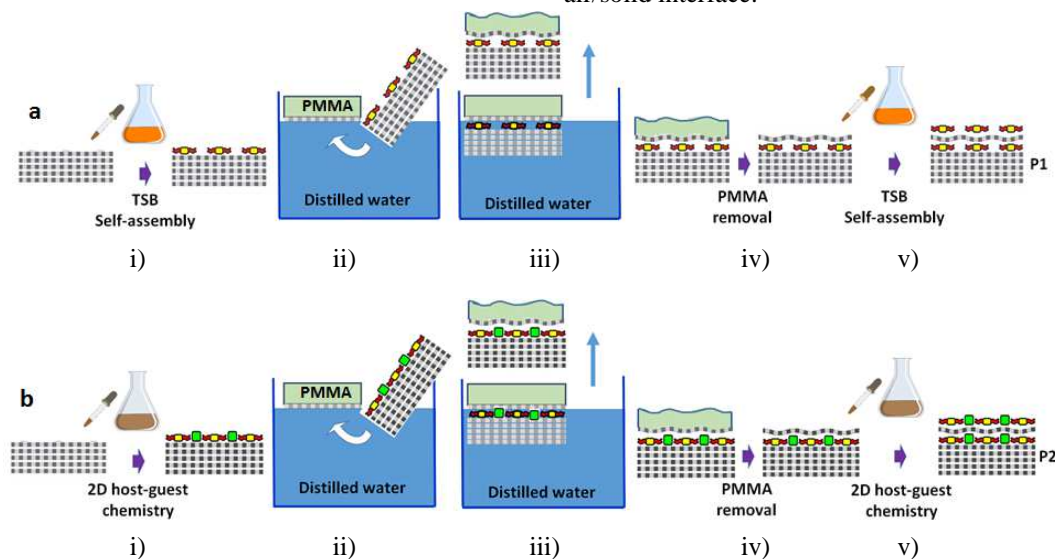 air/solid interface.
a
PMMA
Distilled water
Distilled water
TSB
Self-assembly
PMMA
removal
TSB
Self-assembly
P1
i)
ii)
iii)
iv)
v)
b
PMMA
Distilled water
Distilled water
2D host-guest
chemistry
PMMA
removal
2D host-guest
chemistry
P2
i)
ii)
iii)
iv)
v)